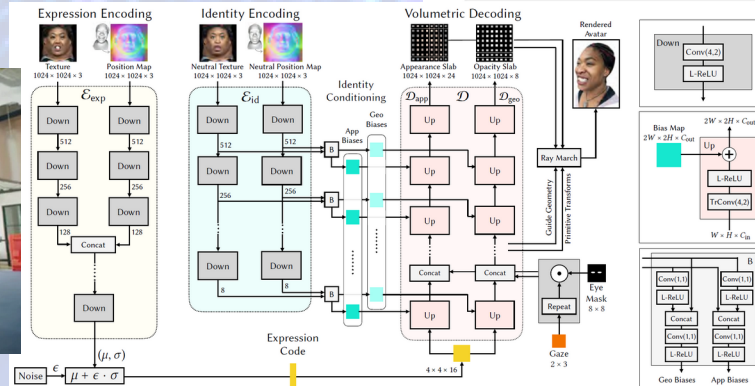 Expression Encoding
Identity Encoding
Volumetric Decoding
Texture
1024 × 1024 × 3
Position Map
1024 × 1024 × 3
Neutral Texture
1024 × 1024 × 3
Neutral Position Map
1024 × 1024 × 3
Appearance Slab
1024 × 1024 × 24
Opacity Slab
1024 × 1024 × 8
Rendered
Avatar
Ɛexp
Down
Down
512
Down
Down
256
Down
Down
128
Concat
Down
(μ, σ)
Noise
ϵ
μ + ϵ · σ
Expression
Code
Ɛid
Down
Down
512
Down
Down
256
Down
Down
8
Identity
Conditioning
App
Biases
Geo
Biases
B
B
B
Dapp
D
Dgeo
Up
Up
Up
Up
Up
Up
Concat
Concat
Up
Up
4 × 4 × 16
Ray March
Guide Geometry
Primitive Transforms
Repeat
Eye
Mask
8 × 8
Gaze
2 × 3
Down
Conv(4,2)
L-ReLU
Bias Map
2W × 2H × Cout
2W × 2H × Cout
Up
+
L-ReLU
TrConv(4,2)
W × H × Cin
B
Conv(1,1)
Conv(1,1)
L-ReLU
L-ReLU
Concat
Concat
Conv(1,1)
Conv(1,1)
L-ReLU
L-ReLU
Geo Biases
App Biases